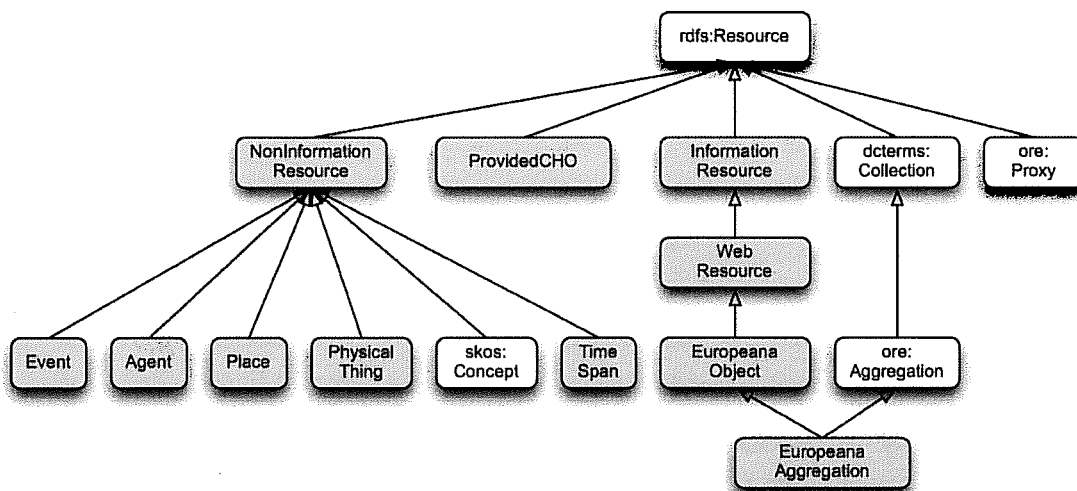 rdfs:Resource
NonInformation
Resource
ProvidedCHO
Information
Resource
dcterms:
Collection
ore:
Proxy
Web
Resource
Event
Agent
Place
Physical
Thing
skos:
Concept
Time
Span
Europeana
Object
ore:
Aggregation
Europeana
Aggregation